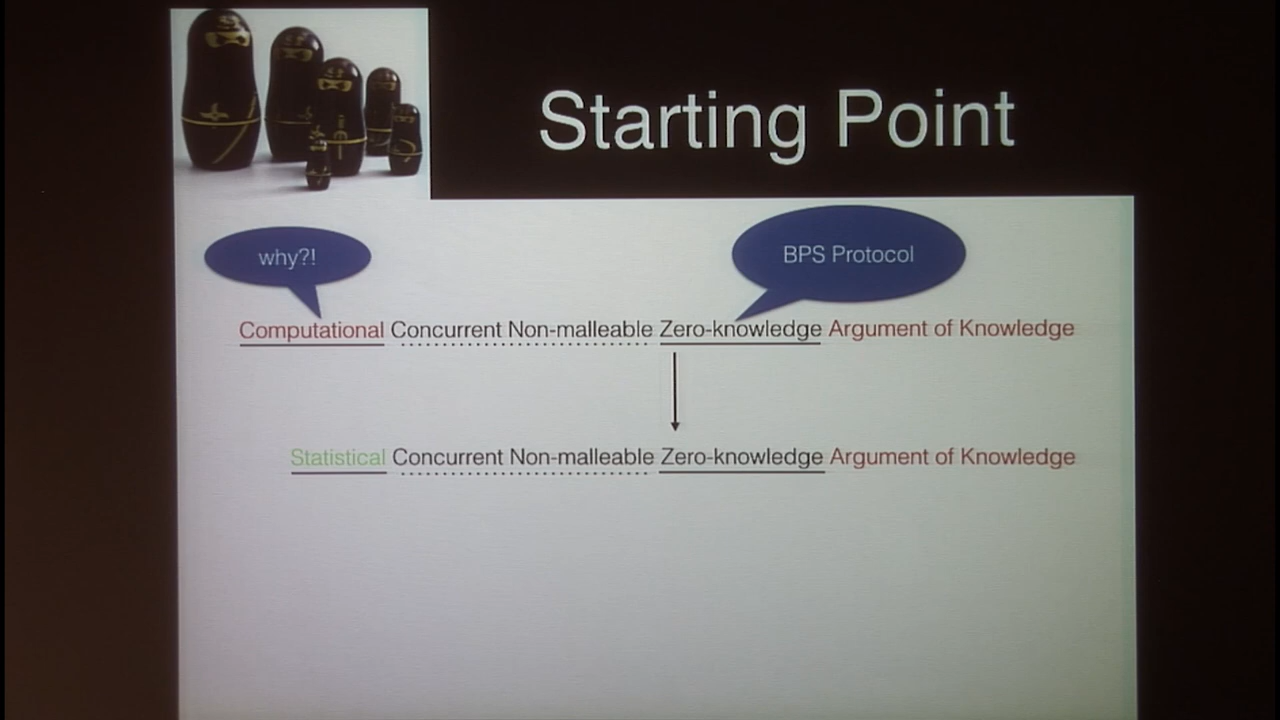 Starting Point
why?!
BPS Protocol
Computational Concurrent Non-malleable Zero-knowledge Argument of Knowledge
Statistical Concurrent Non-malleable Zero-knowledge Argument of Knowledge